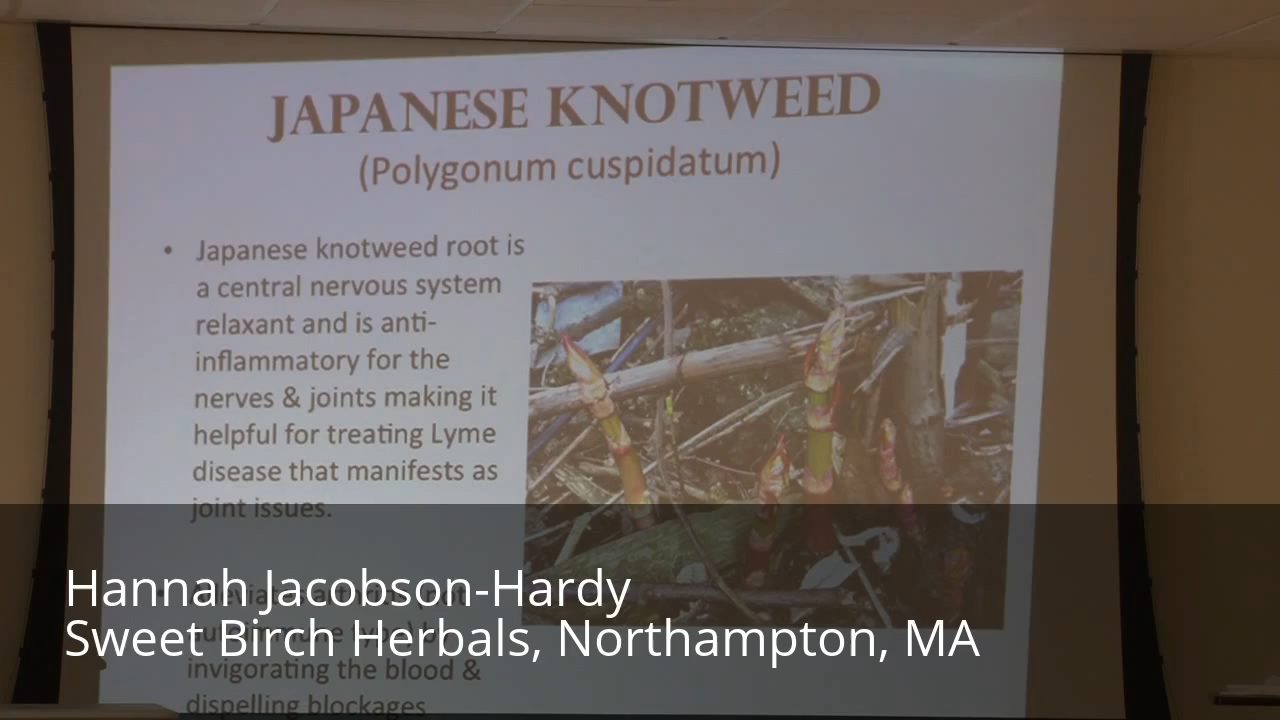 JAPANESE KNOTWEED
(Polygonum cuspidatum)
• Japanese knotweed root is
a central nervous system
relaxant and is anti-
inflammatory for the
nerves & joints making it
helpful for treating Lyme
disease that manifests as
joint issues.
Hannah Jacobson-Hardy
Sweet Birch Herbals, Northampton, MA
invigorating the blood &
dispelling blockages